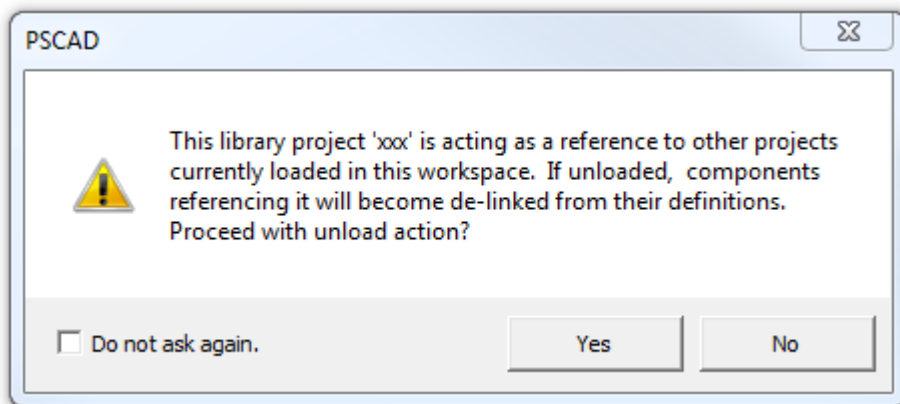 PSCAD
This library project 'xxx' is acting as a reference to other projects
currently loaded in this workspace.  If unloaded,  components
referencing it will become de-linked from their definitions.
Proceed with unload action?
Do not ask again.
Yes
No